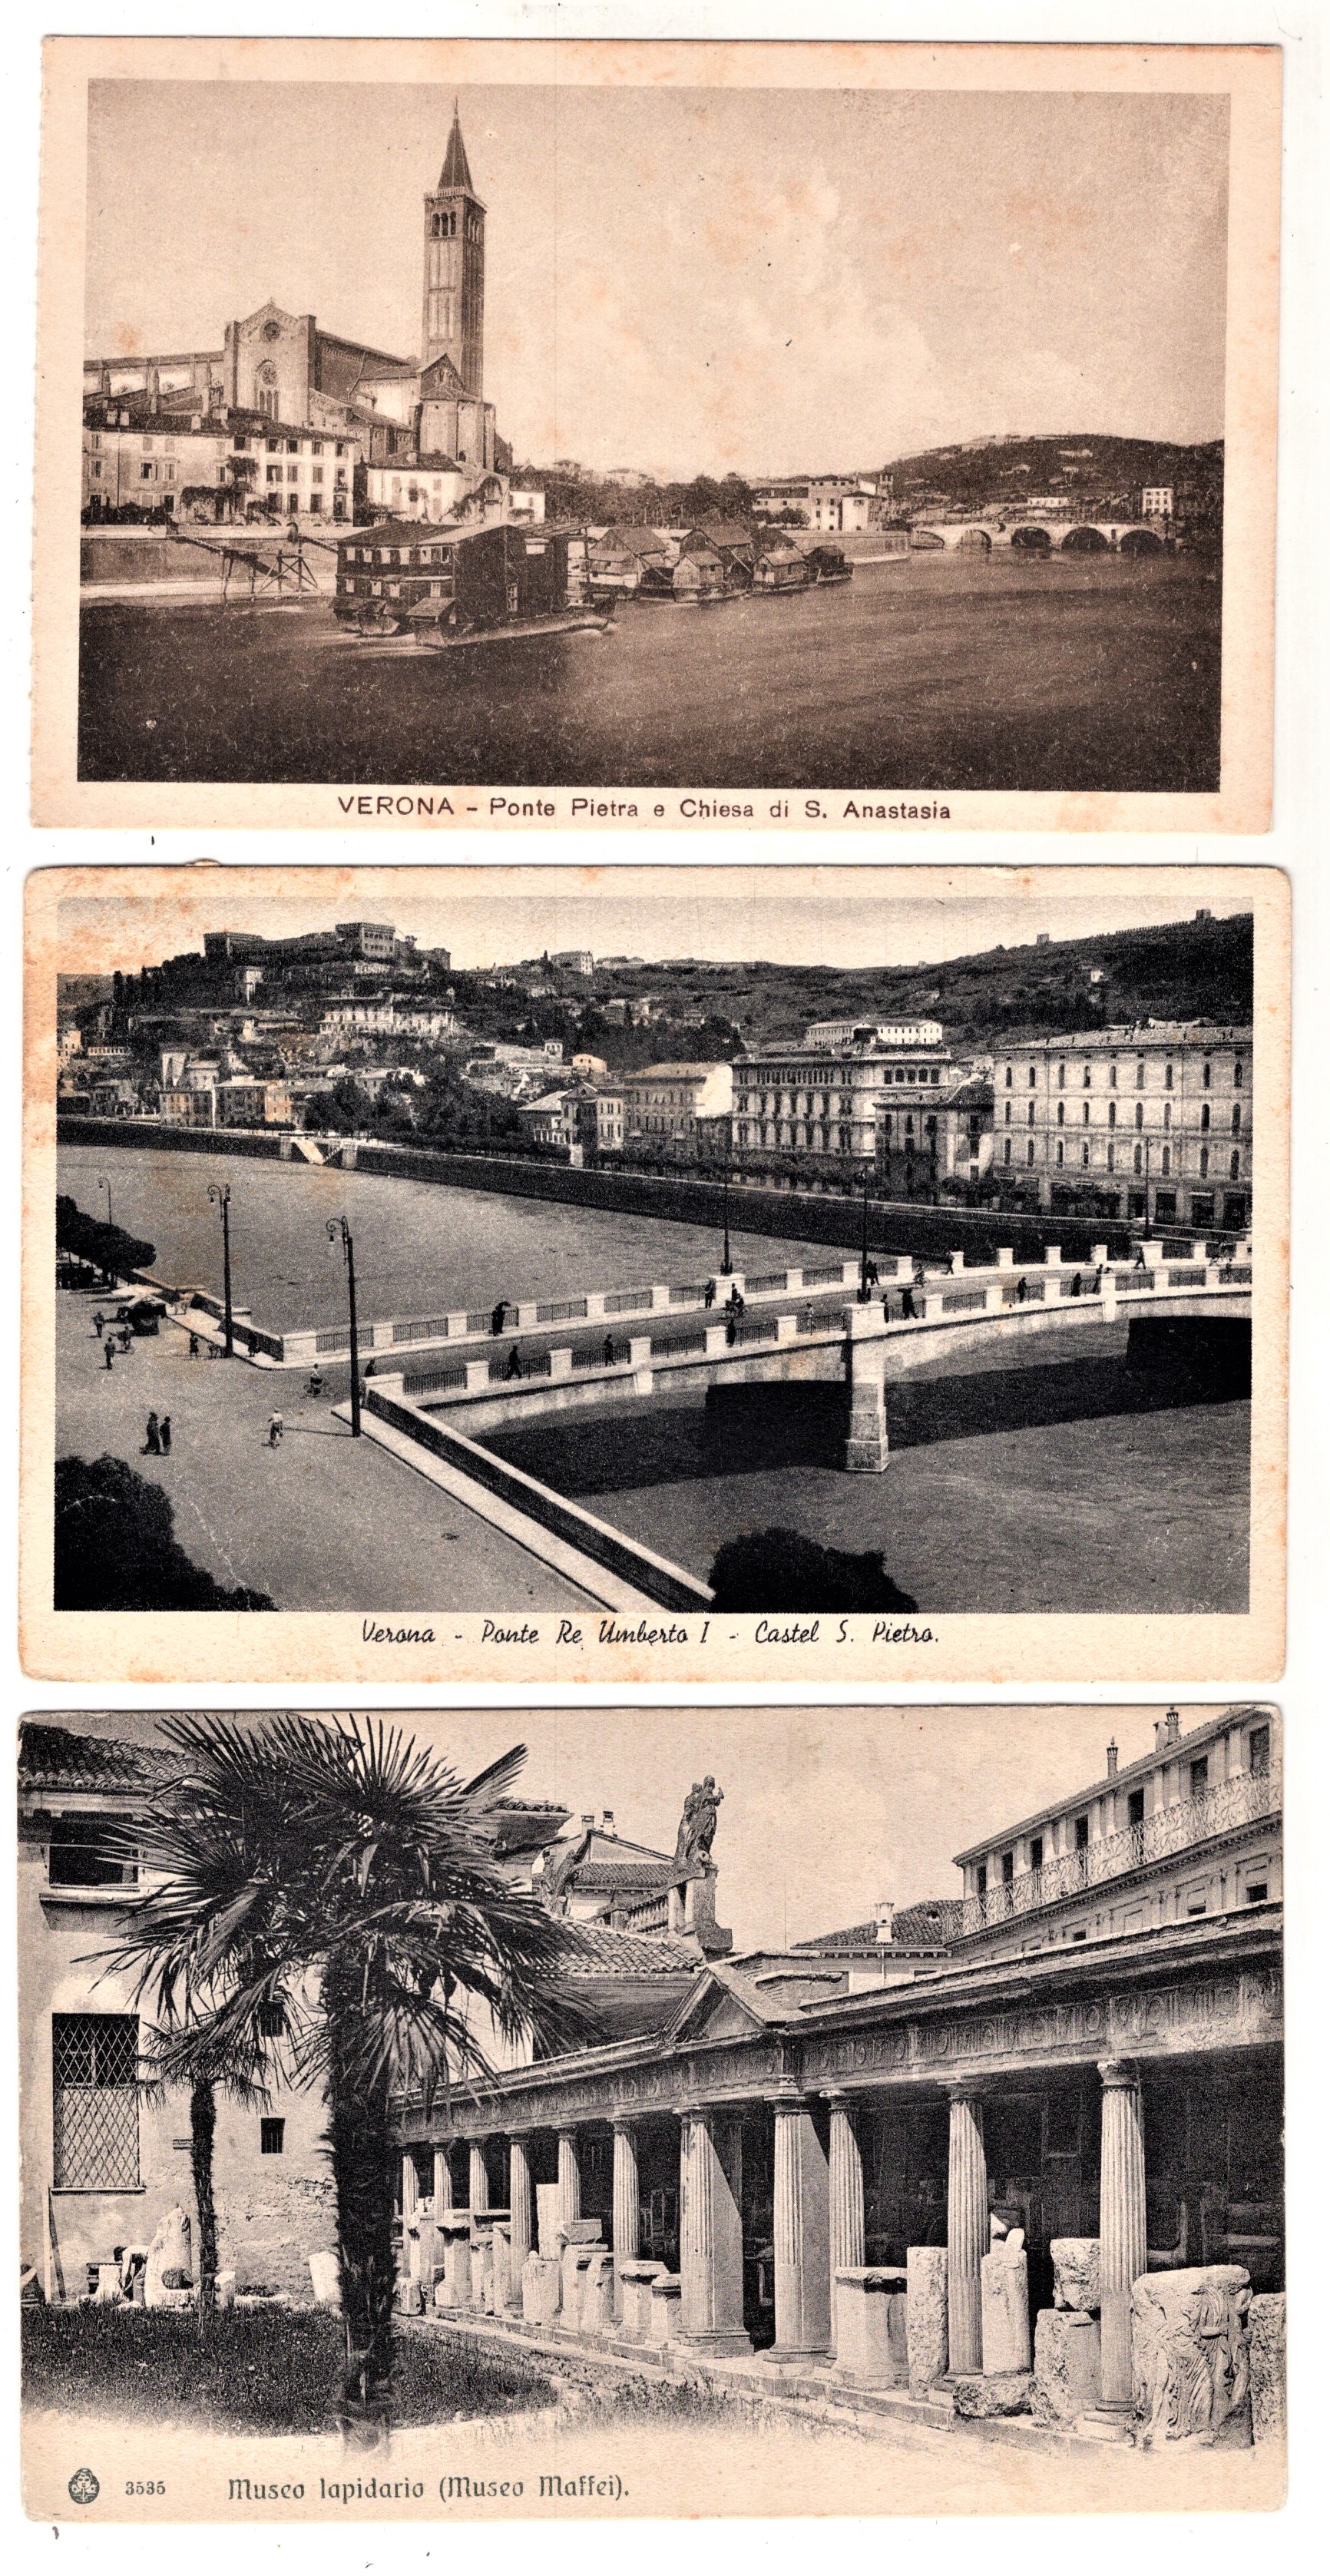 VERONA - Ponte Pietra e Chiesa di S. Anastasia
Verona - Ponte Re Umberto I - Castel S. Pietro.
3535 Museo lapidario (Museo Maffei).